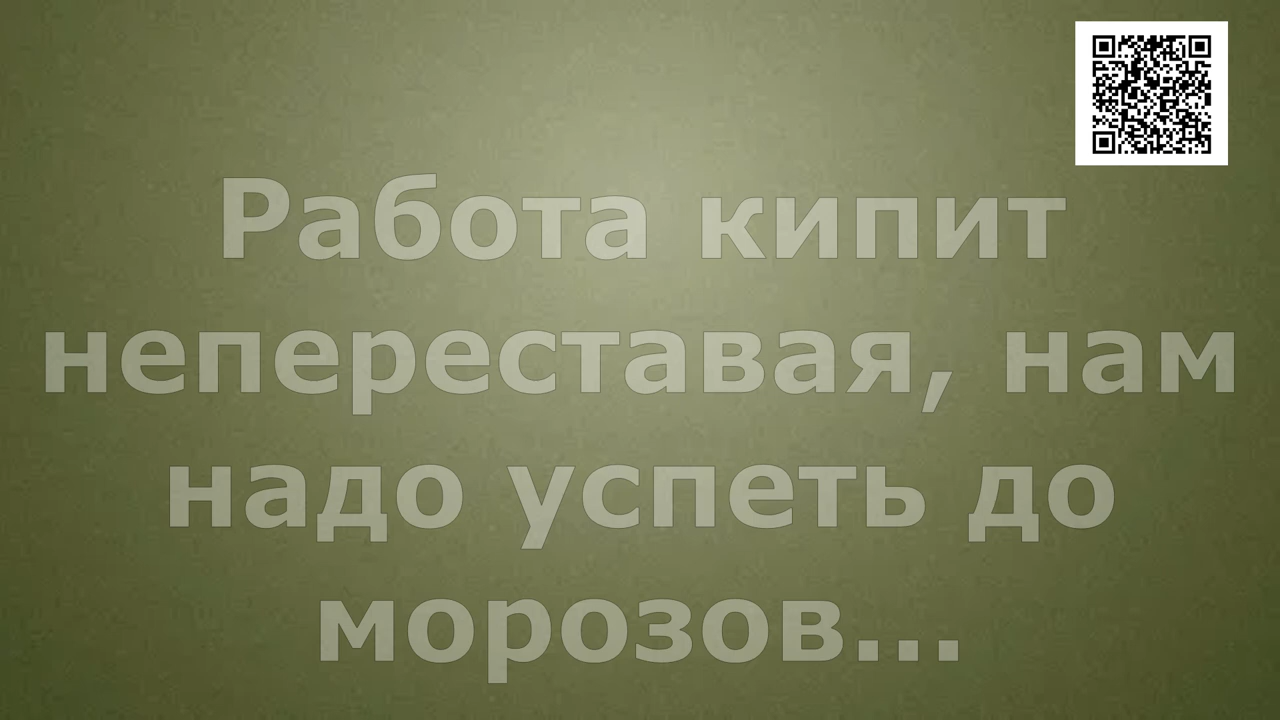 Работа кипит
непереставая, нам
надо успеть до
морозов...